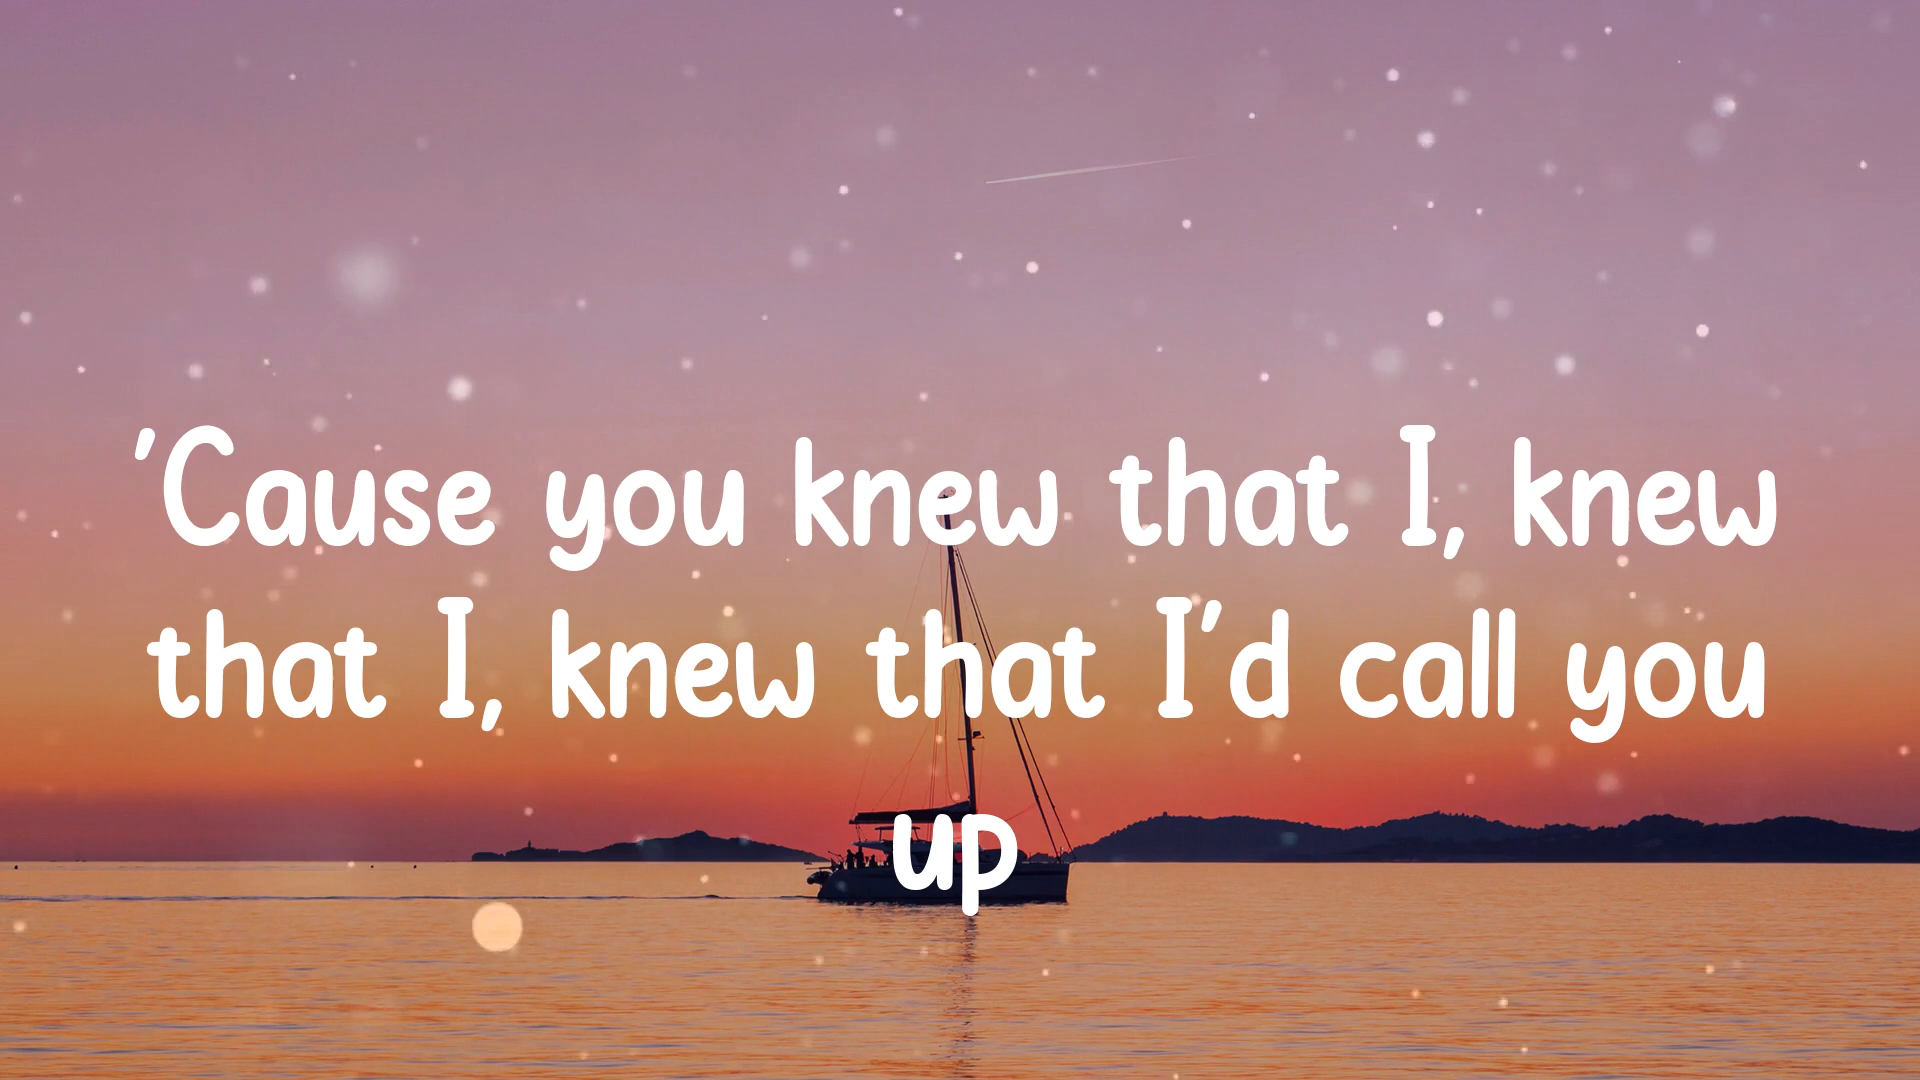 'Cause you knew that I, knew
that I, knew that I'd call you
up